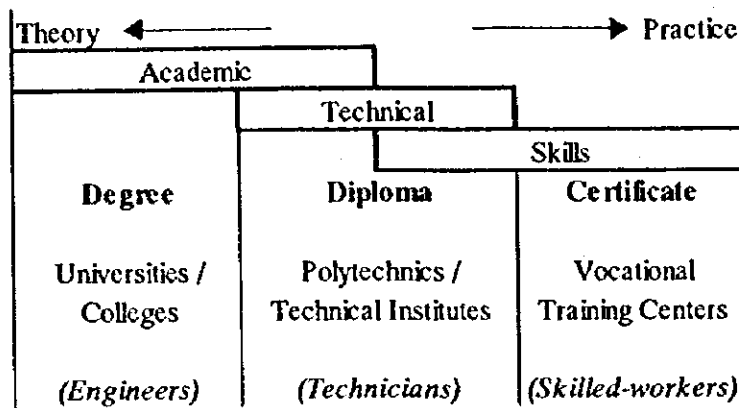 Theory Practice
Academic
Technical
Skills
Degree Diploma Certificate
Universities / Polytechnics / Vocational
Colleges Technical Institutes Training Centers
(Engineers) (Technicians) (Skilled-workers)